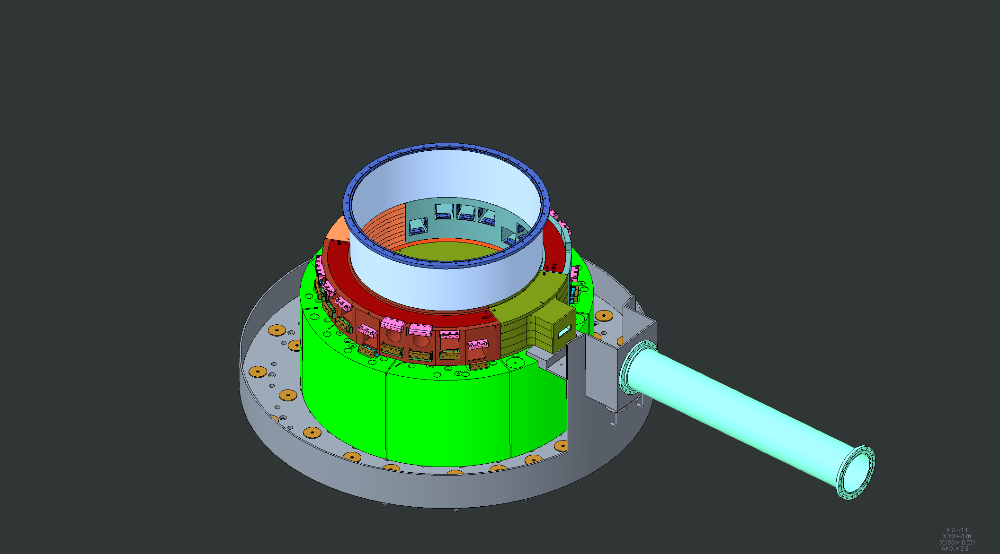 OUT
OUT
X.X+-0.1
X.XX+-0.01
X.XXX+-0.001
ANG.+-0.5